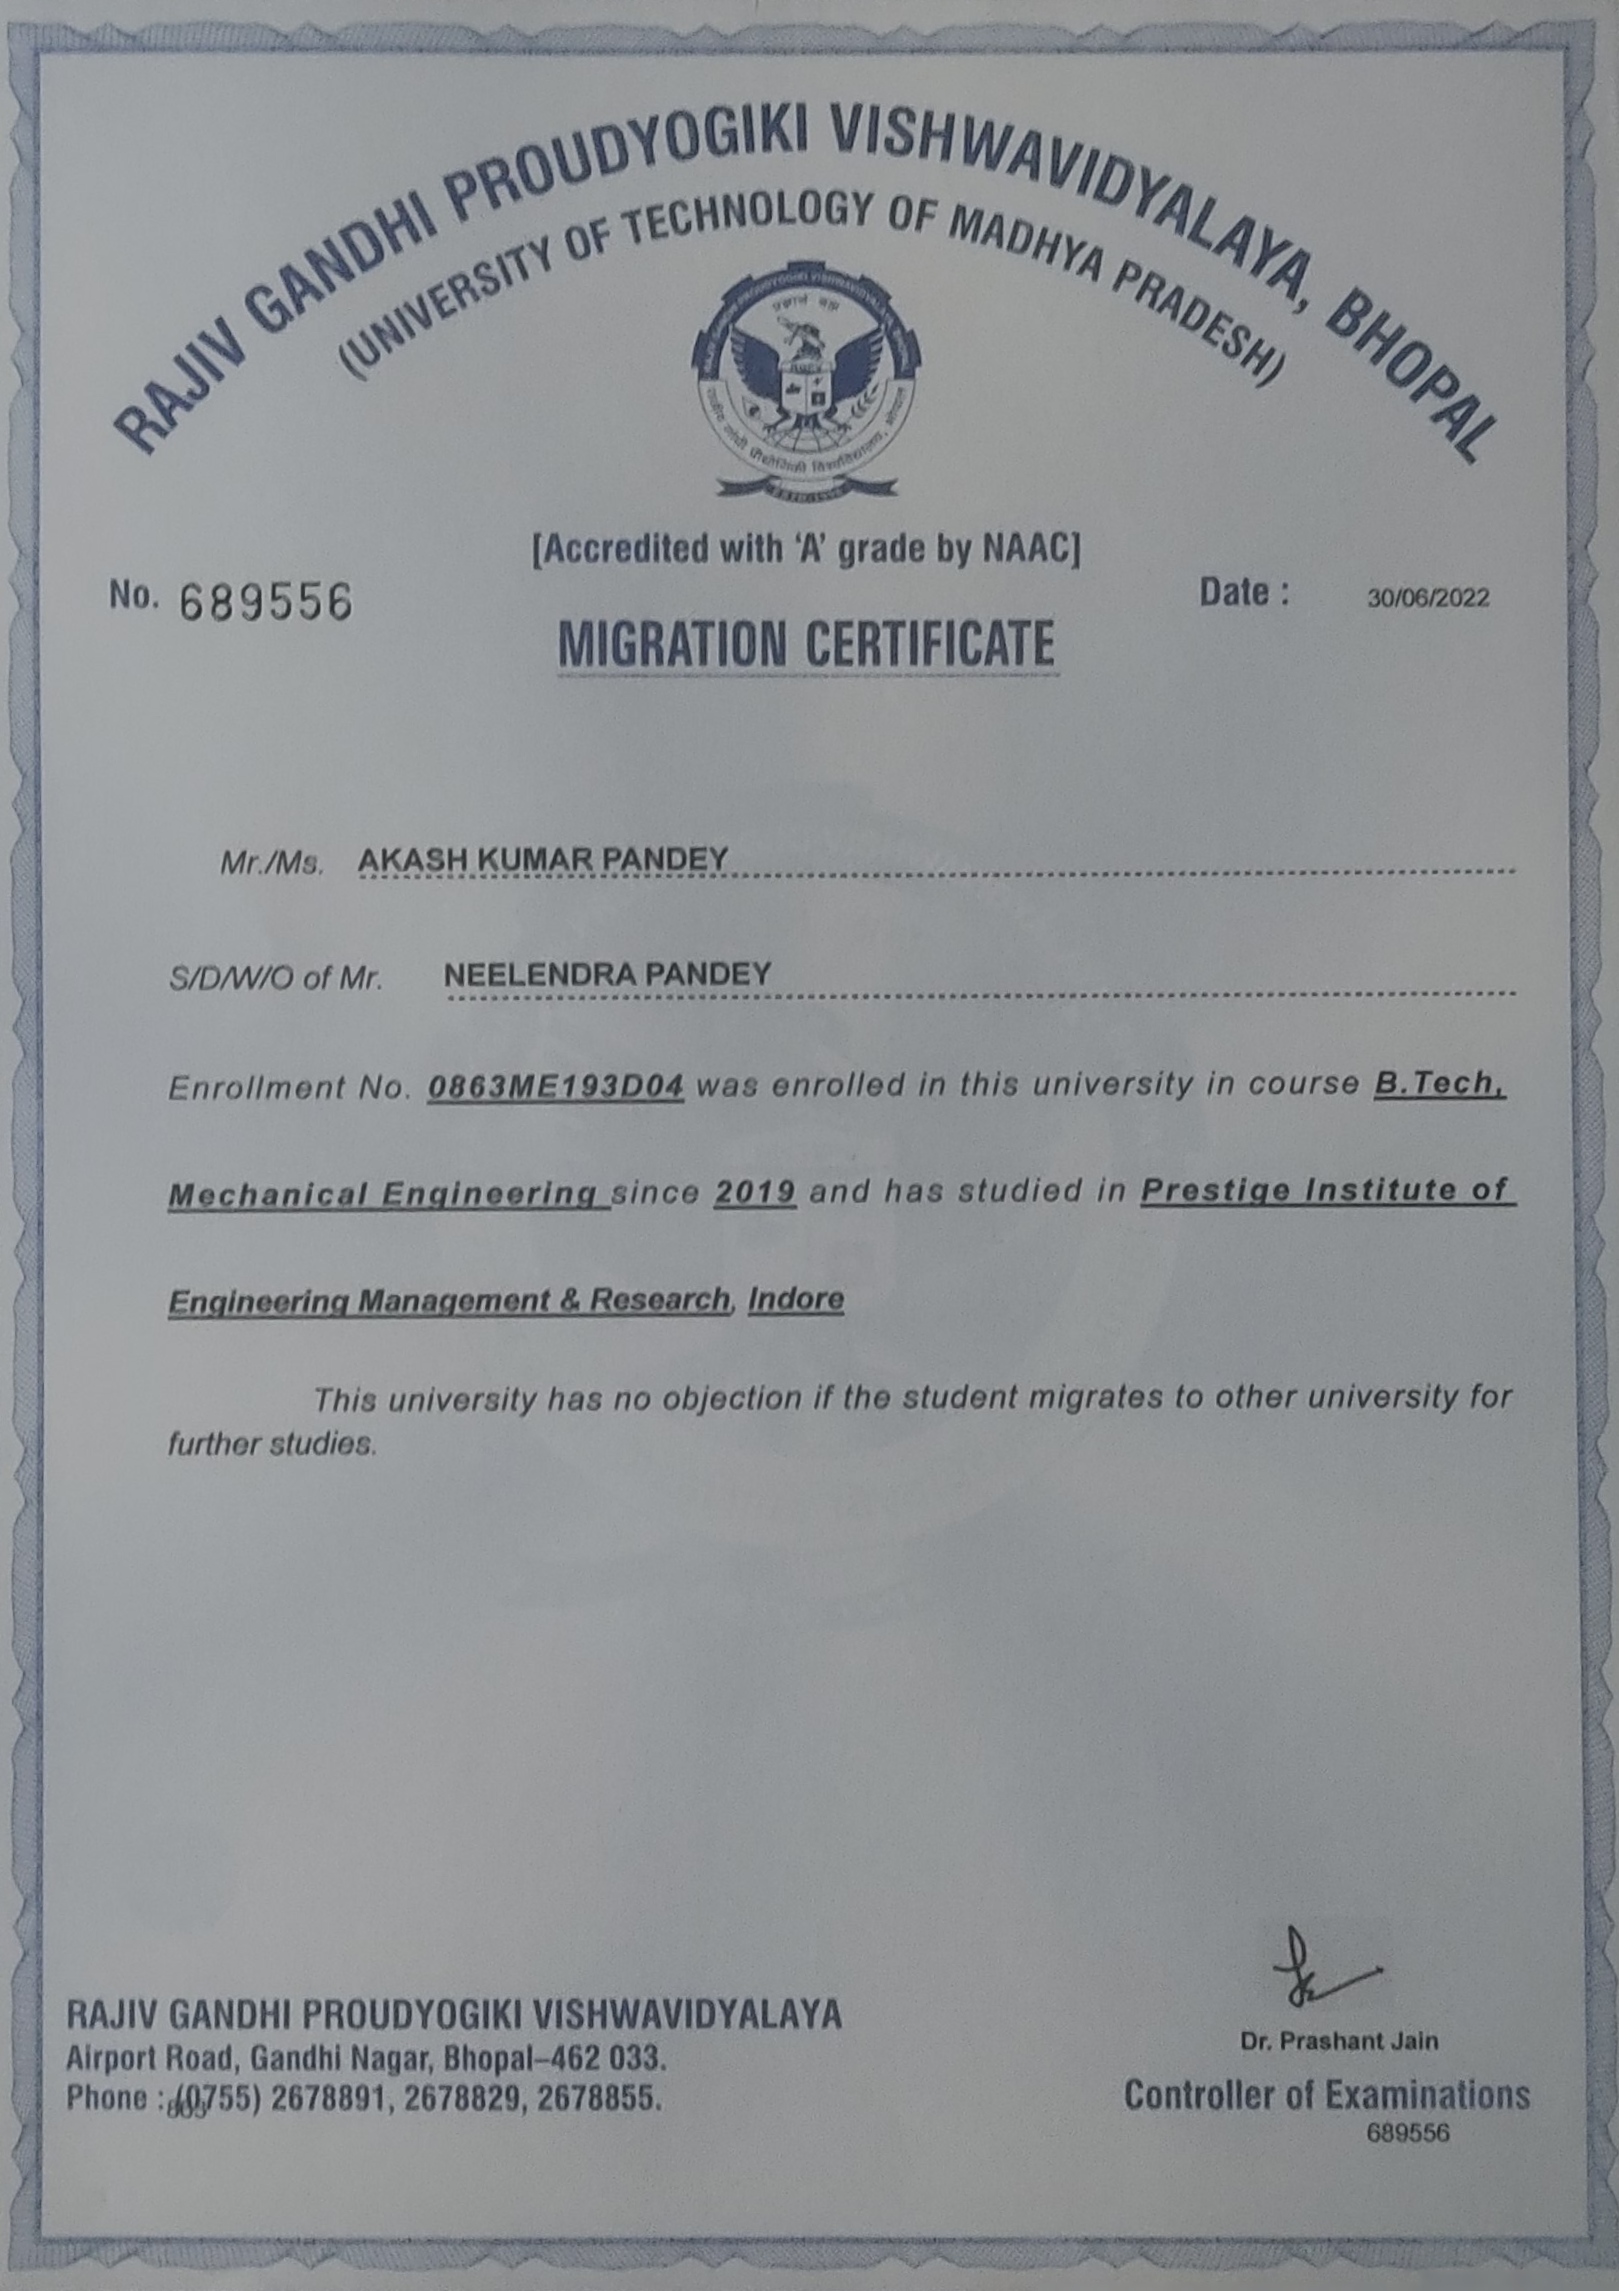 RAJIV GANDHI PROUDYOGIKI VISHWAVIDYALAYA, BHOPAL
(UNIVERSITY OF TECHNOLOGY OF MADHYA PRADESH)
[Accredited with ‘A’ grade by NAAC]
No. 689556
Date : 30/06/2022
MIGRATION CERTIFICATE
Mr./Ms. AKASH KUMAR PANDEY
S/D/W/O of Mr. NEELENDRA PANDEY
Enrollment No. 0863ME193D04 was enrolled in this university in course B.Tech,
Mechanical Engineering since 2019 and has studied in Prestige Institute of
Engineering Management & Research, Indore
This university has no objection if the student migrates to other university for
further studies.
RAJIV GANDHI PROUDYOGIKI VISHWAVIDYALAYA
Airport Road, Gandhi Nagar, Bhopal–462 033.
Phone : (0755) 2678891, 2678829, 2678855.
Dr. Prashant Jain
Controller of Examinations
689556